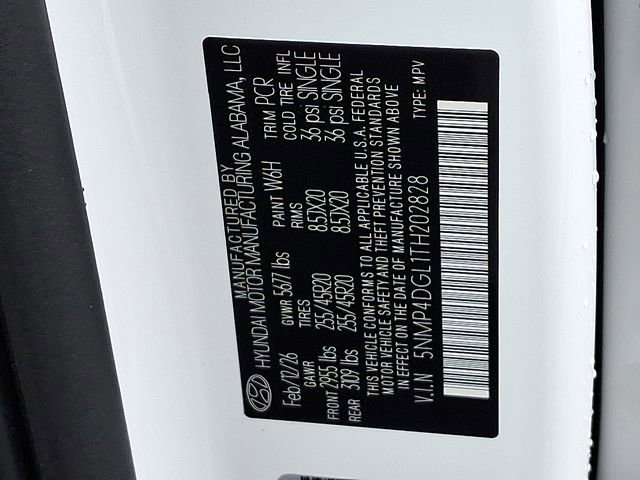 MANUFACTURED BY
HYUNDAI MOTOR MANUFACTURING ALABAMA, LLC
Feb/12/26 GVWR 5677 lbs PAINT W6H TRIM PCR
GAWR TIRES RIMS COLD TIRE INFL
FRONT 2955 lbs 255/45R20 8.5JX20 36 psi SINGLE
REAR 3109 lbs 255/45R20 8.5JX20 36 psi SINGLE
THIS VEHICLE CONFORMS TO ALL APPLICABLE U.S.A. FEDERAL
MOTOR VEHICLE SAFETY AND THEFT PREVENTION STANDARDS
IN EFFECT ON THE DATE OF MANUFACTURE SHOWN ABOVE
V.I.N 5NMP4DGL1TH202828 TYPE: MPV